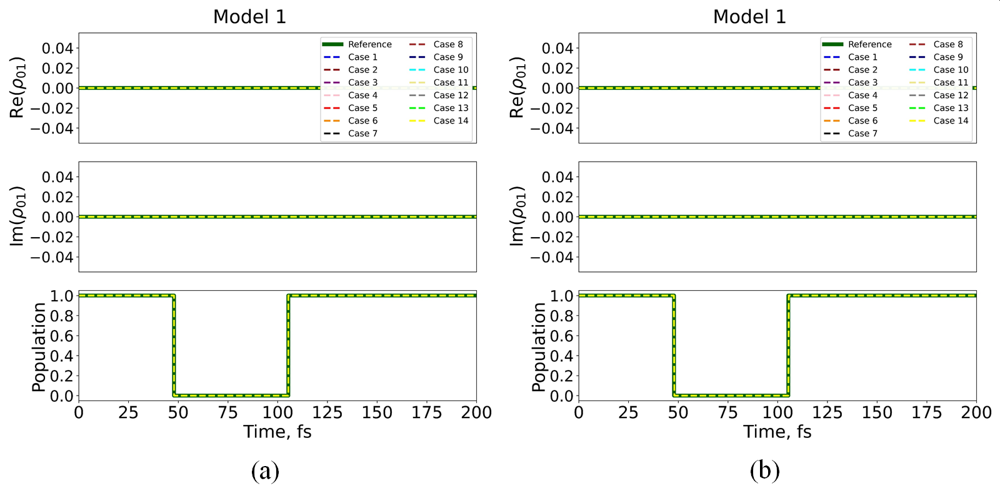 Model 1
Re(ρ01)
0.04
0.02
0.00
−0.02
−0.04
Reference
Case 1
Case 2
Case 3
Case 4
Case 5
Case 6
Case 7
Case 8
Case 9
Case 10
Case 11
Case 12
Case 13
Case 14
Im(ρ01)
0.04
0.02
0.00
−0.02
−0.04
Population
1.0
0.8
0.6
0.4
0.2
0.0
0 25 50 75 100 125 150 175 200
Time, fs
(a)
Model 1
Re(ρ01)
0.04
0.02
0.00
−0.02
−0.04
Reference
Case 1
Case 2
Case 3
Case 4
Case 5
Case 6
Case 7
Case 8
Case 9
Case 10
Case 11
Case 12
Case 13
Case 14
Im(ρ01)
0.04
0.02
0.00
−0.02
−0.04
Population
1.0
0.8
0.6
0.4
0.2
0.0
0 25 50 75 100 125 150 175 200
Time, fs
(b)